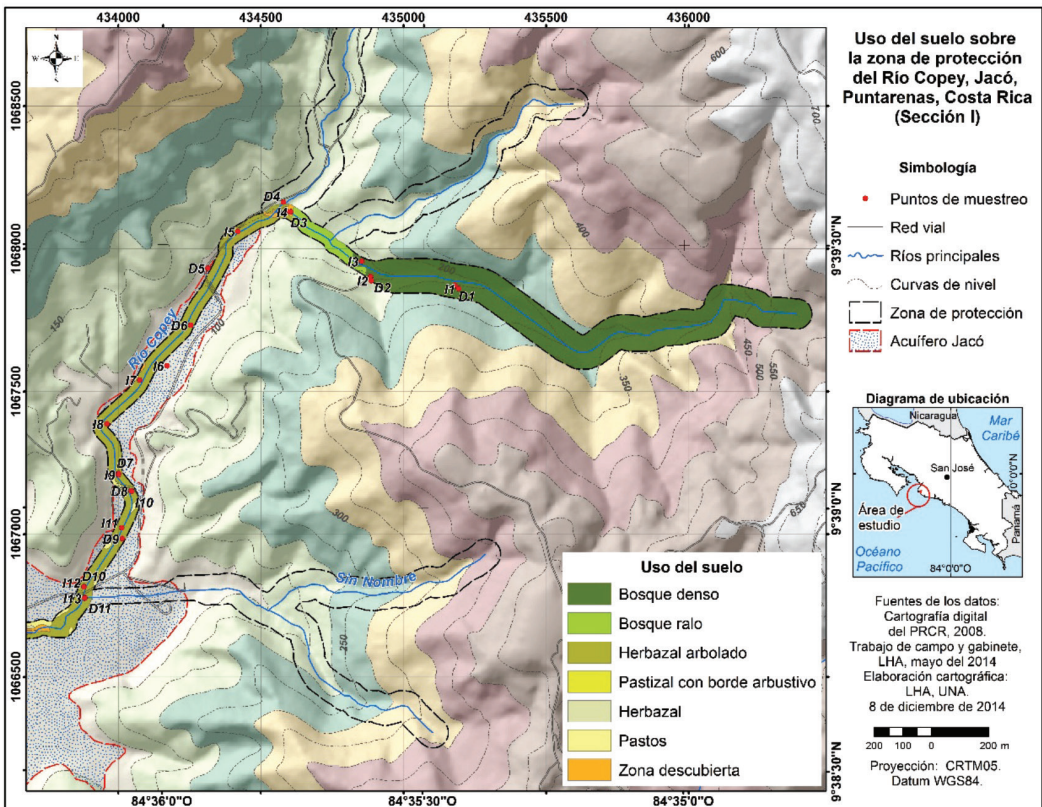 434000
434500
435000
435500
436000
1068500
1068000
1067500
1067000
1066500
9°39'30"N
9°39'0"N
9°38'30"N
84°36'0"O
84°35'30"O
84°35'0"O
N
W
E
S
600
700
400
200
150
100
450
500
550
350
300
650
250
D4
I4
D3
I5
I3
I2
D2
I1
D1
D5
D6
I6
I7
I8
D7
I9
D8
I10
I11
D9
D10
I12
I13
D11
Río Copey
Sin Nombre
Uso del suelo
Bosque denso
Bosque ralo
Herbazal arbolado
Pastizal con borde arbustivo
Herbazal
Pastos
Zona descubierta
Uso del suelo sobre
la zona de protección
del Río Copey, Jacó,
Puntarenas, Costa Rica
(Sección I)
Simbología
Puntos de muestreo
Red vial
Ríos principales
Curvas de nivel
Zona de protección
Acuífero Jacó
Diagrama de ubicación
Nicaragua
Mar
Caribé
San José
10°0'0"N
Panamá
Área de
estudio
Océano
Pacífico
84°0'0"O
Fuentes de los datos:
Cartografía digital
del PRCR, 2008.
Trabajo de campo y gabinete,
LHA, mayo del 2014
Elaboración cartográfica:
LHA, UNA.
8 de diciembre de 2014
200 100 0 200 m
Proyección: CRTM05.
Datum WGS84.